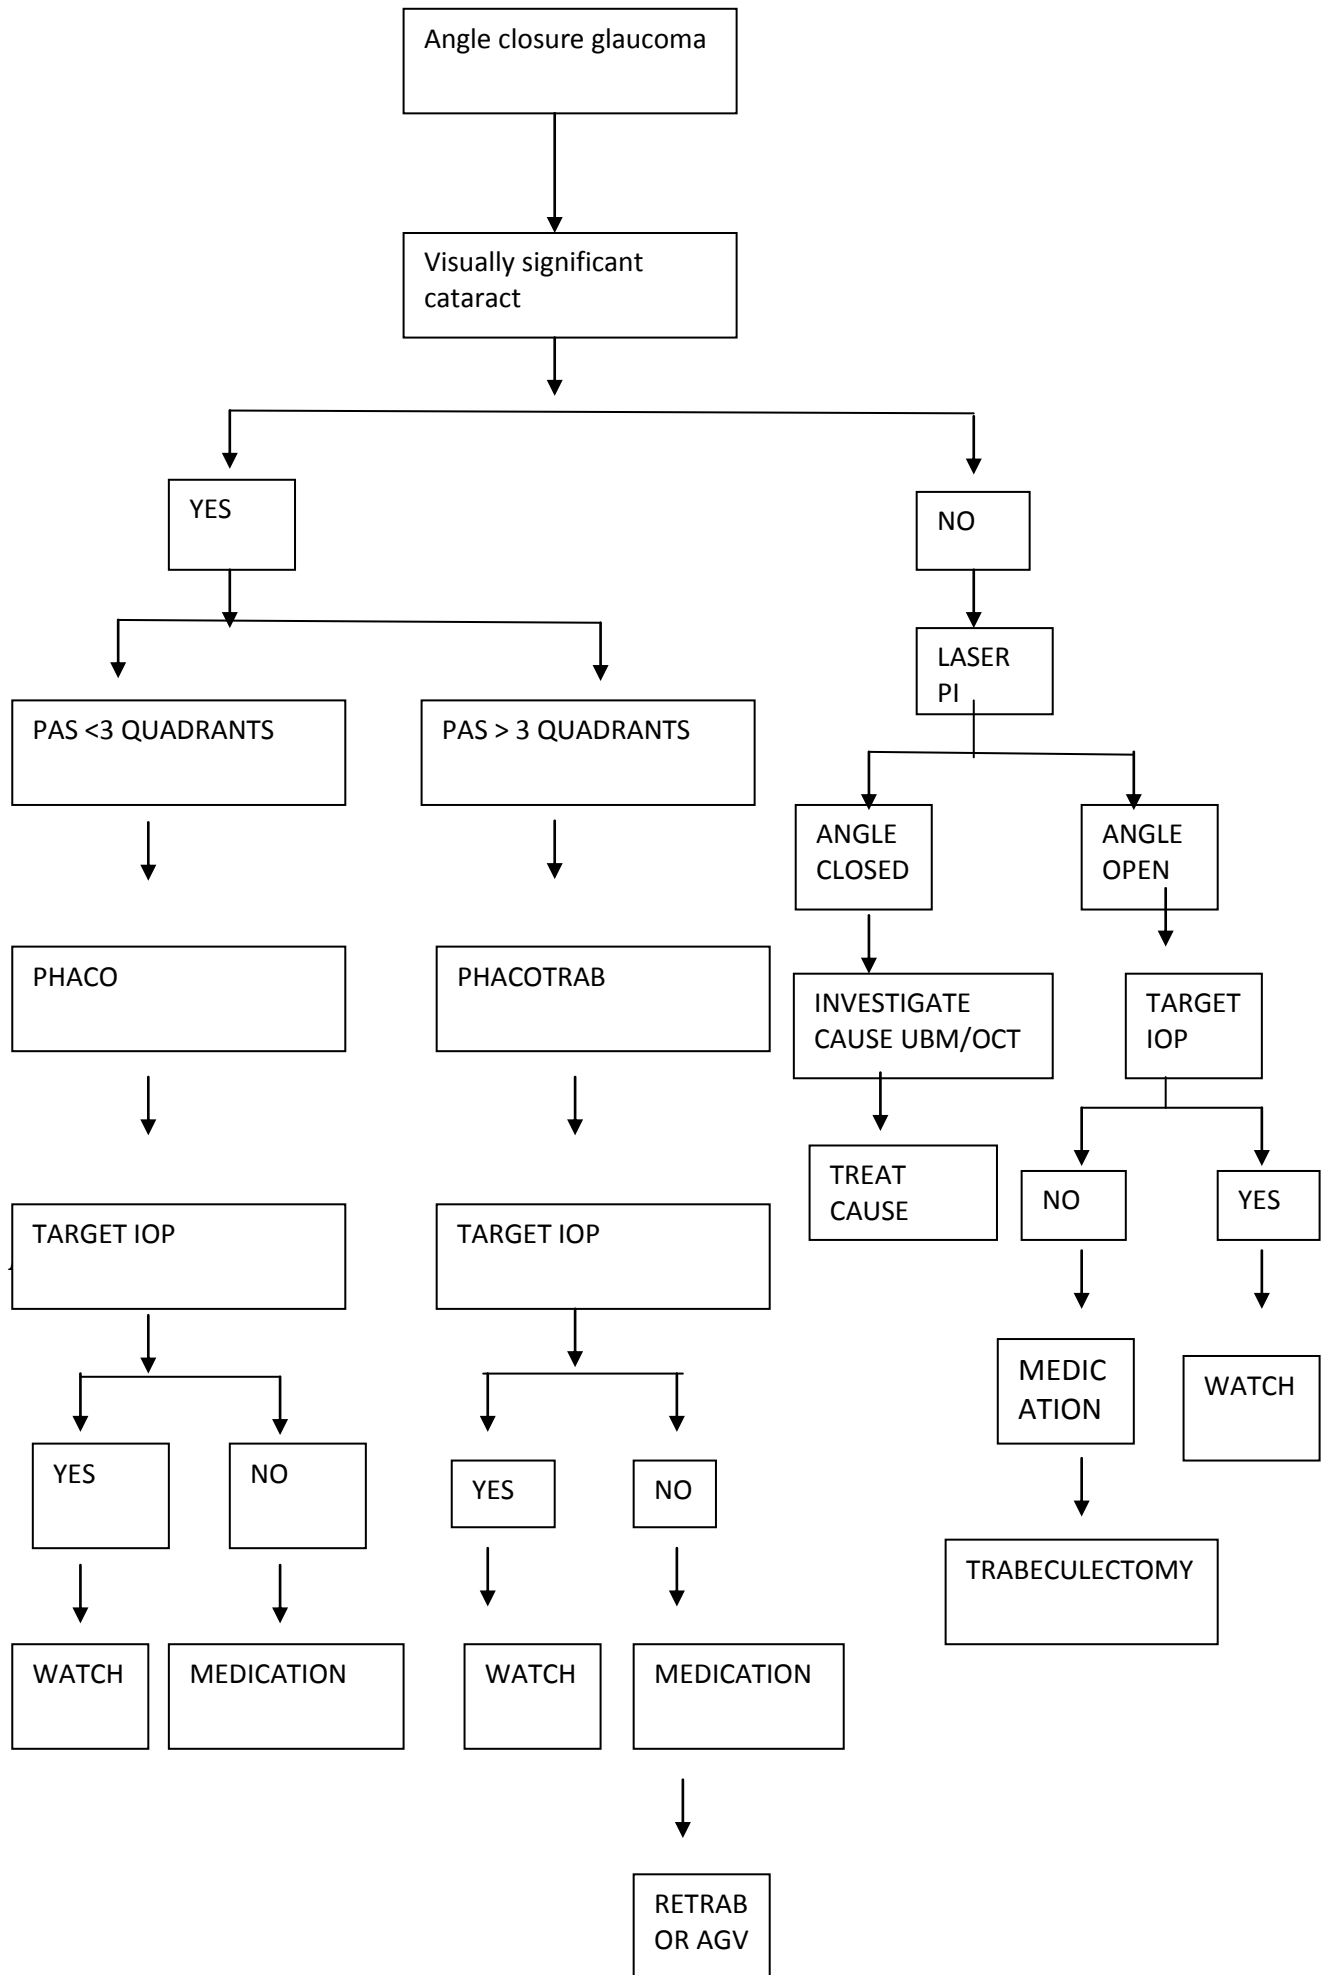 Angle closure glaucoma
Visually significant
cataract
YES
NO
LASER
PI
PAS <3 QUADRANTS
PAS > 3 QUADRANTS
ANGLE
CLOSED
ANGLE
OPEN
PHACO
PHACOTRAB
INVESTIGATE
CAUSE UBM/OCT
TARGET
IOP
TREAT
CAUSE
NO
YES
TARGET IOP
TARGET IOP
MEDIC
ATION
WATCH
YES
NO
YES
NO
TRABECULECTOMY
WATCH
MEDICATION
WATCH
MEDICATION
RETRAB
OR AGV